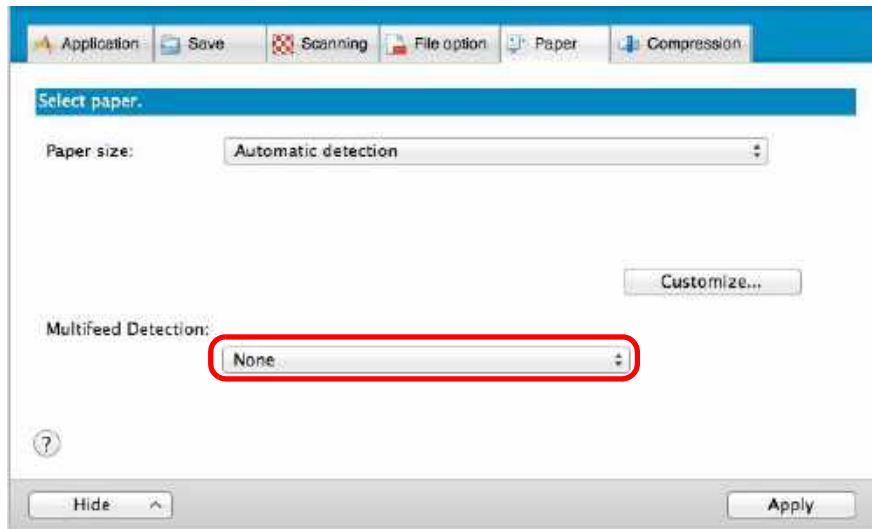 Application Save Scanning File option Paper Compression
Select paper.
Paper size: Automatic detection
Customize...
Multifeed Detection:
None
?
Hide Apply